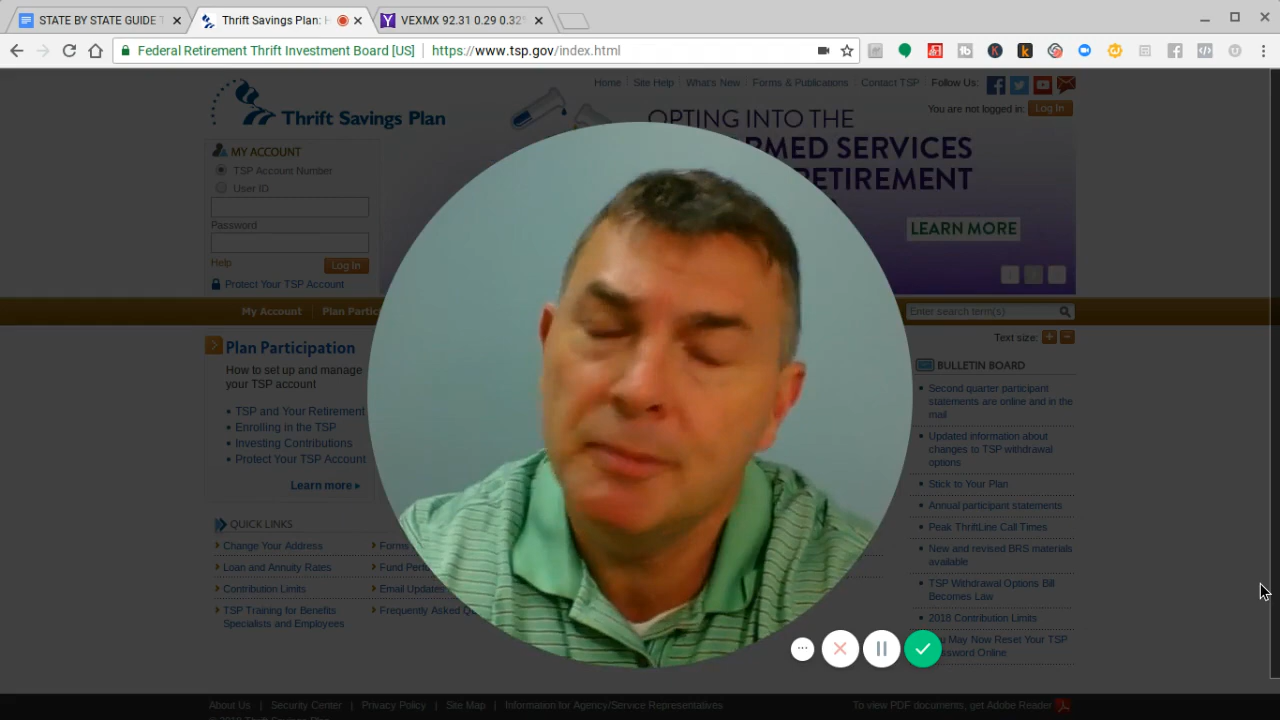 STATE BY STATE GUIDE T
Thrift Savings Plan: H
VEXMX 92.31 0.29 0.32%
Federal Retirement Thrift Investment Board [US]
https://www.tsp.gov/index.html
Home | Site Help | What's New | Forms & Publications | Contact TSP | Follow Us:
You are not logged in: Log In
Thrift Savings Plan
OPTING INTO THE
RMED SERVICES
RETIREMENT
LEARN MORE
MY ACCOUNT
TSP Account Number
User ID
Password
Help
Log In
Protect Your TSP Account
1 2 3
My Account | Plan Partic
Enter search term(s)
Text size: + −
Plan Participation
How to set up and manage
your TSP account
TSP and Your Retirement
Enrolling in the TSP
Investing Contributions
Protect Your TSP Account
Learn more
QUICK LINKS
Change Your Address
Loan and Annuity Rates
Contribution Limits
TSP Training for Benefits
Specialists and Employees
Forms
Fund Perf
Email Updates
Frequently Asked Qu
BULLETIN BOARD
Second quarter participant
statements are online and in the
mail
Updated information about
changes to TSP withdrawal
options
Stick to Your Plan
Annual participant statements
Peak ThriftLine Call Times
New and revised BRS materials
available
TSP Withdrawal Options Bill
Becomes Law
2018 Contribution Limits
u May Now Reset Your TSP
ssword Online
About Us | Security Center | Privacy Policy | Site Map | Information for Agency/Service Representatives
To view PDF documents, get Adobe Reader